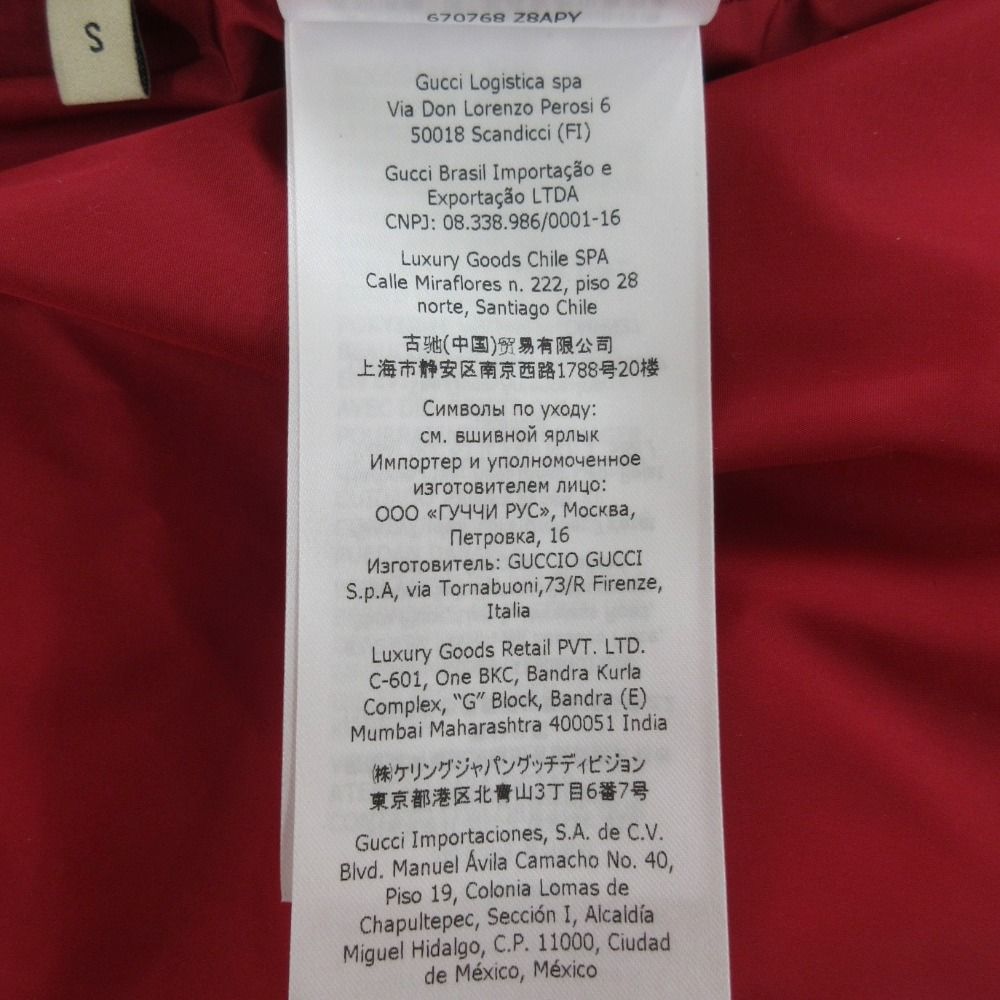 S
670768 Z8APY
Gucci Logistica spa
Via Don Lorenzo Perosi 6
50018 Scandicci (FI)
Gucci Brasil Importação e
Exportação LTDA
CNPJ: 08.338.986/0001-16
Luxury Goods Chile SPA
Calle Miraflores n. 222, piso 28
norte, Santiago Chile
古驰(中国)贸易有限公司
上海市静安区南京西路1788号20楼
Символы по уходу:
см. вшивной ярлык
Импортер и уполномоченное
изготовителем лицо:
ООО «ГУЧЧИ РУС», Москва,
Петровка, 16
Изготовитель: GUCCIO GUCCI
S.p.A, via Tornabuoni,73/R Firenze,
Italia
Luxury Goods Retail PVT. LTD.
C-601, One BKC, Bandra Kurla
Complex, “G” Block, Bandra (E)
Mumbai Maharashtra 400051 India
㈱ケリングジャパングッチディビジョン
東京都港区北青山3丁目6番7号
Gucci Importaciones, S.A. de C.V.
Blvd. Manuel Ávila Camacho No. 40,
Piso 19, Colonia Lomas de
Chapultepec, Sección I, Alcaldía
Miguel Hidalgo, C.P. 11000, Ciudad
de México, México